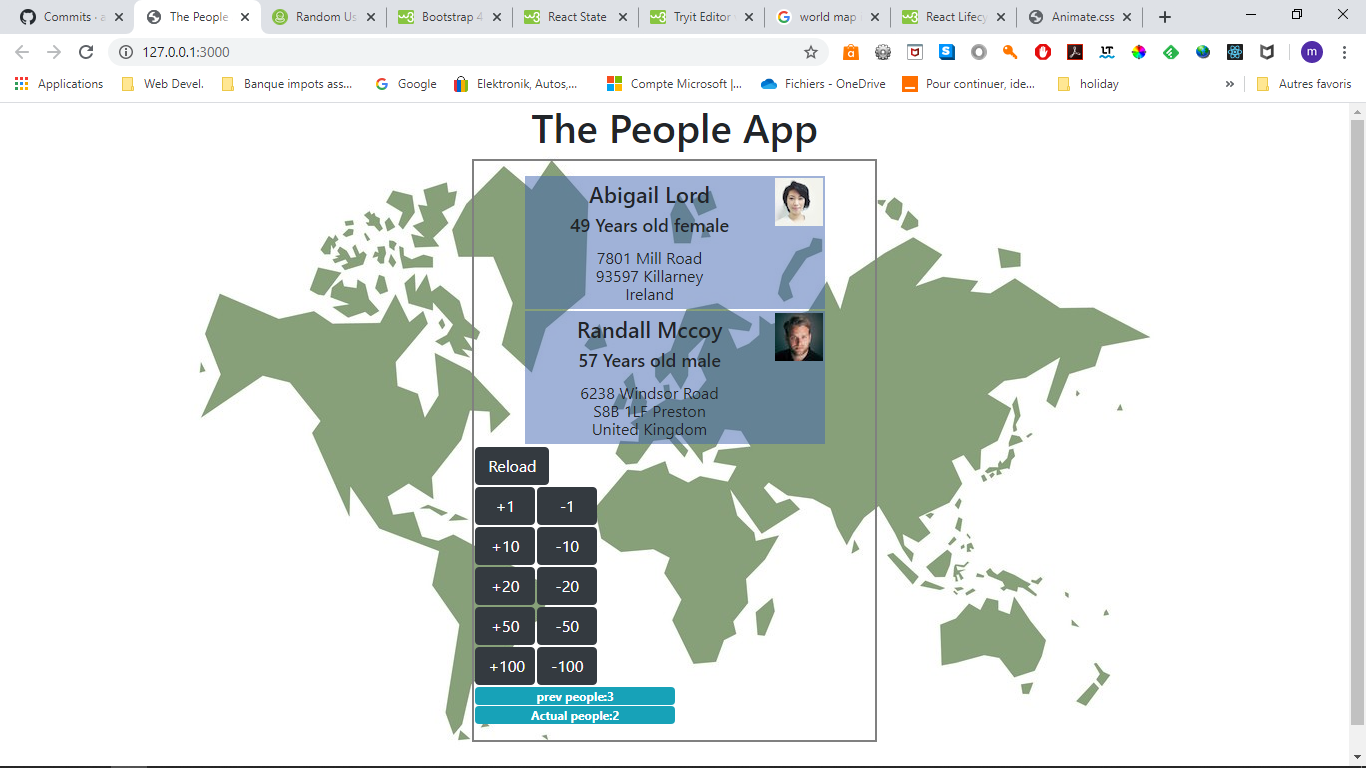 Commits · a
The People
Random Us
Bootstrap 4
React State
Tryit Editor
world map
React Lifecy
Animate.css
127.0.0.1:3000
m
Applications
Web Devel.
Banque impots ass...
Google
Elektronik, Autos,...
Compte Microsoft |...
Fichiers - OneDrive
Pour continuer, ide...
holiday
»
Autres favoris
The People App
Abigail Lord
49 Years old female
7801 Mill Road
93597 Killarney
Ireland
Randall Mccoy
57 Years old male
6238 Windsor Road
S8B 1LF Preston
United Kingdom
Reload
+1 -1
+10 -10
+20 -20
+50 -50
+100 -100
prev people:3
Actual people:2